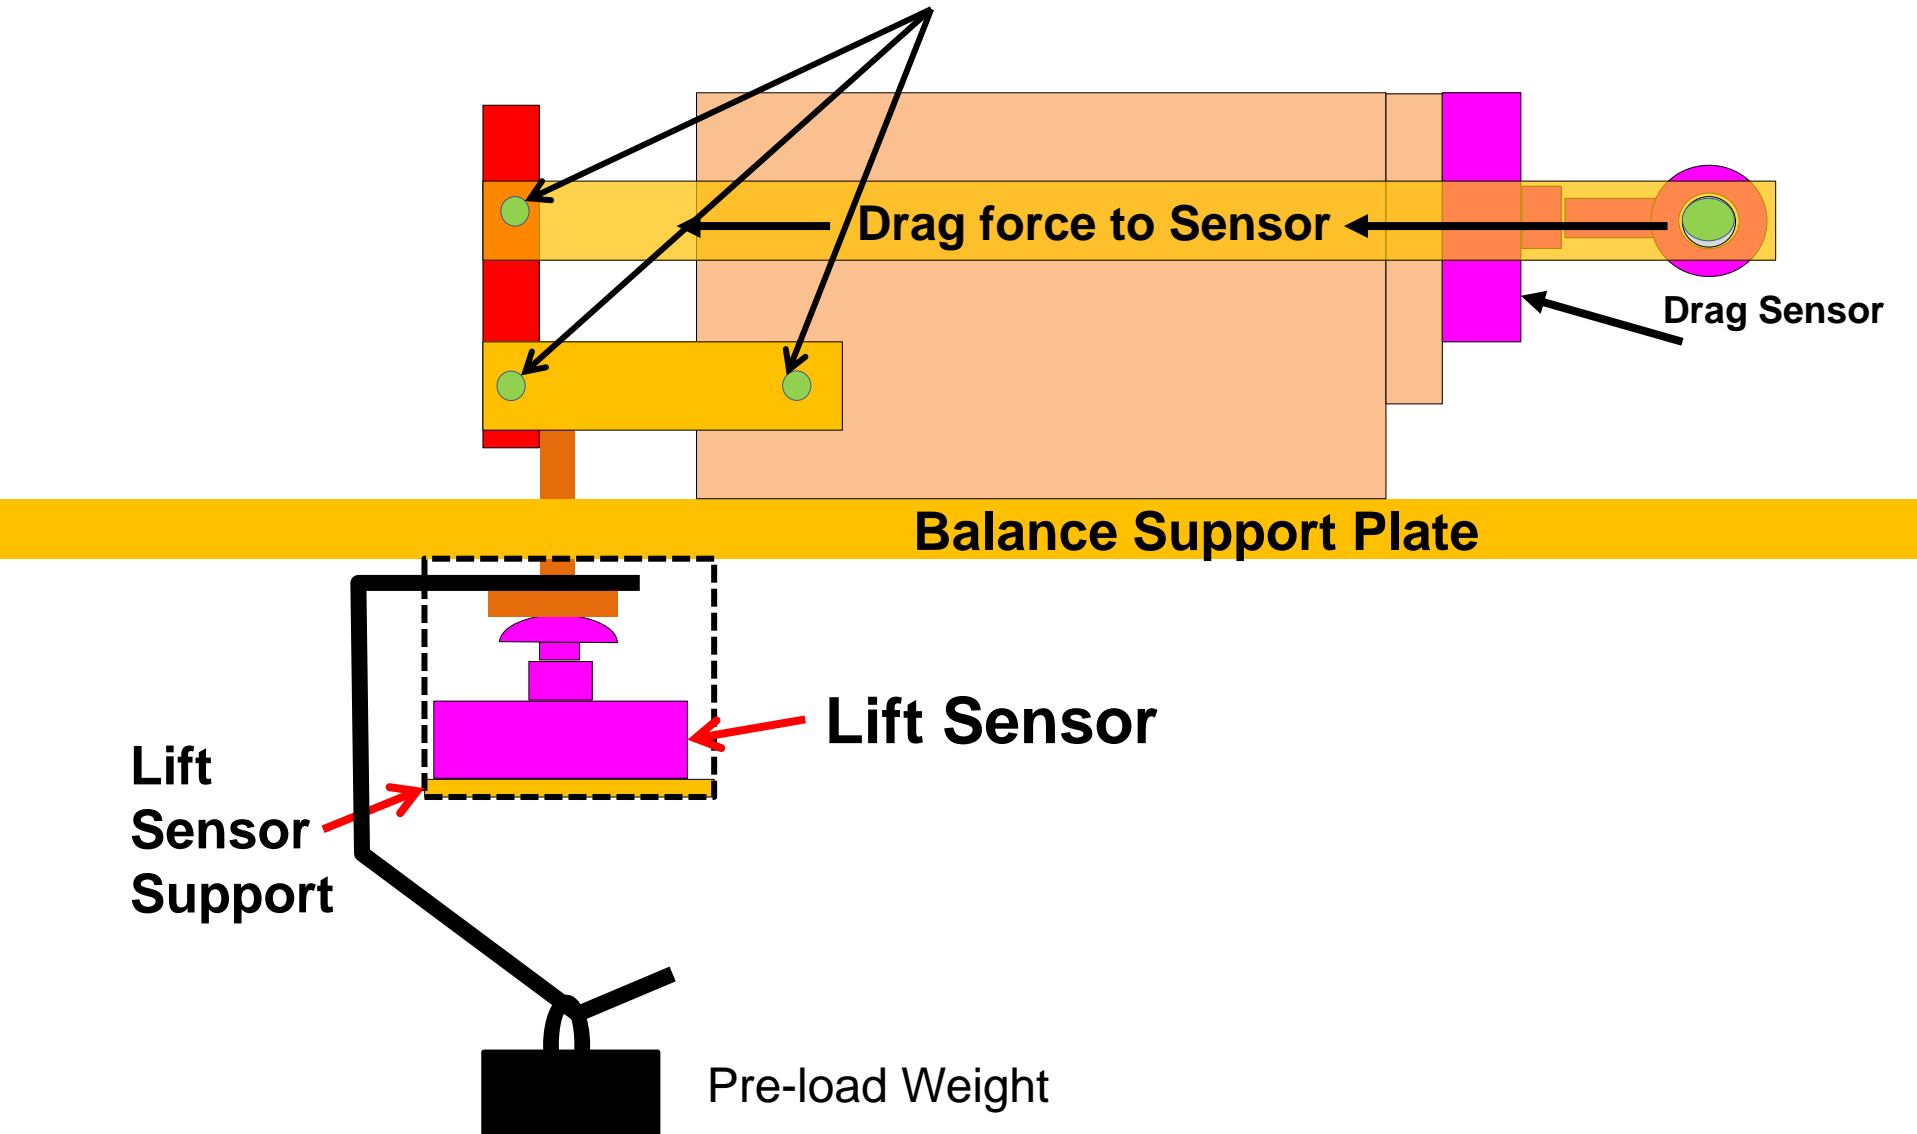 Drag force to Sensor
Drag Sensor
Balance Support Plate
Lift Sensor
Lift
Sensor
Support
Pre-load Weight